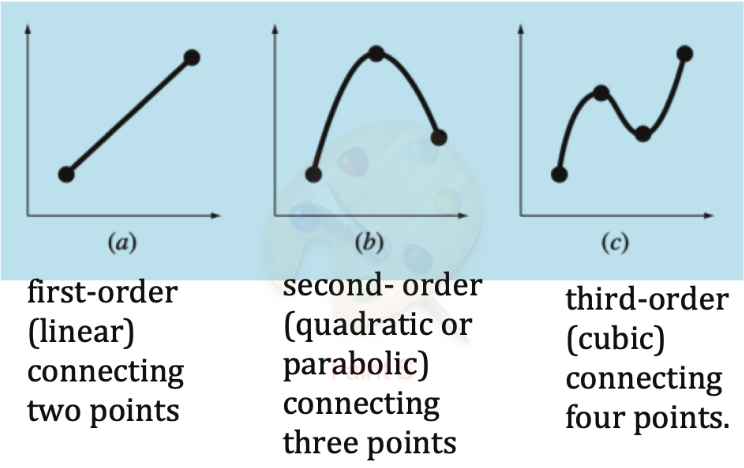 (a)
(b)
(c)
first-order
(linear)
connecting
two points
second- order
(quadratic or
parabolic)
connecting
three points
third-order
(cubic)
connecting
four points.